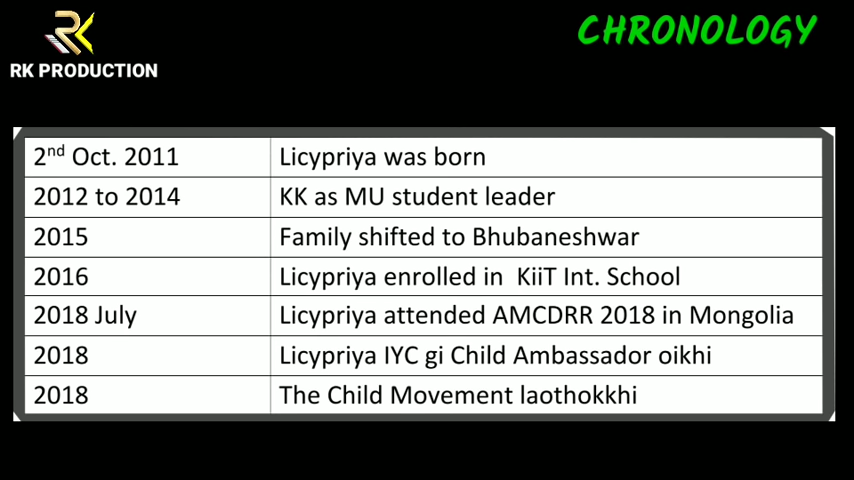 RK
RK PRODUCTION
CHRONOLOGY
2nd Oct. 2011 Licypriya was born
2012 to 2014 KK as MU student leader
2015 Family shifted to Bhubaneshwar
2016 Licypriya enrolled in KiiT Int. School
2018 July Licypriya attended AMCDRR 2018 in Mongolia
2018 Licypriya IYC gi Child Ambassador oikhi
2018 The Child Movement laothokkhi